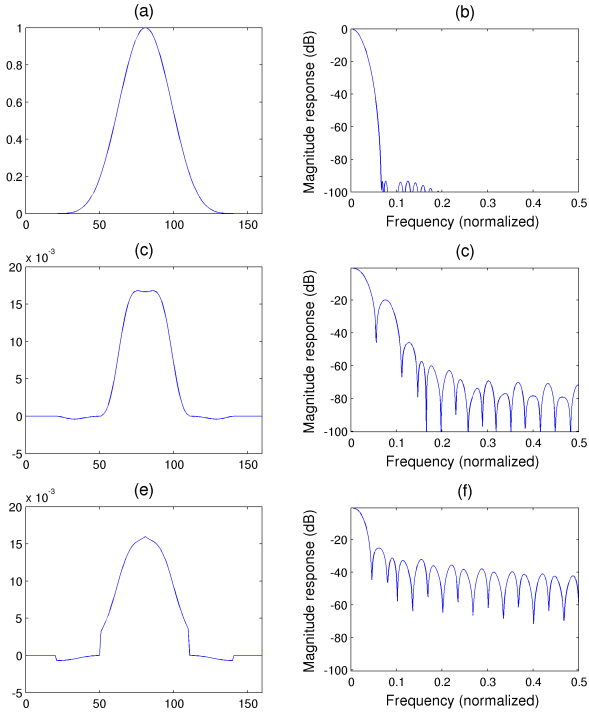 (a)
1
0.8
0.6
0.4
0.2
0
0 50 100 150
(b)
Magnitude response (dB)
0
-20
-40
-60
-80
-100
0 0.1 0.2 0.3 0.4 0.5
Frequency (normalized)
(c)
x 10⁻³
20
15
10
5
0
-5
0 50 100 150
(c)
Magnitude response (dB)
-20
-40
-60
-80
-100
0 0.1 0.2 0.3 0.4 0.5
Frequency (normalized)
(e)
x 10⁻³
20
15
10
5
0
-5
0 50 100 150
(f)
Magnitude response (dB)
-20
-40
-60
-80
-100
0 0.1 0.2 0.3 0.4 0.5
Frequency (normalized)